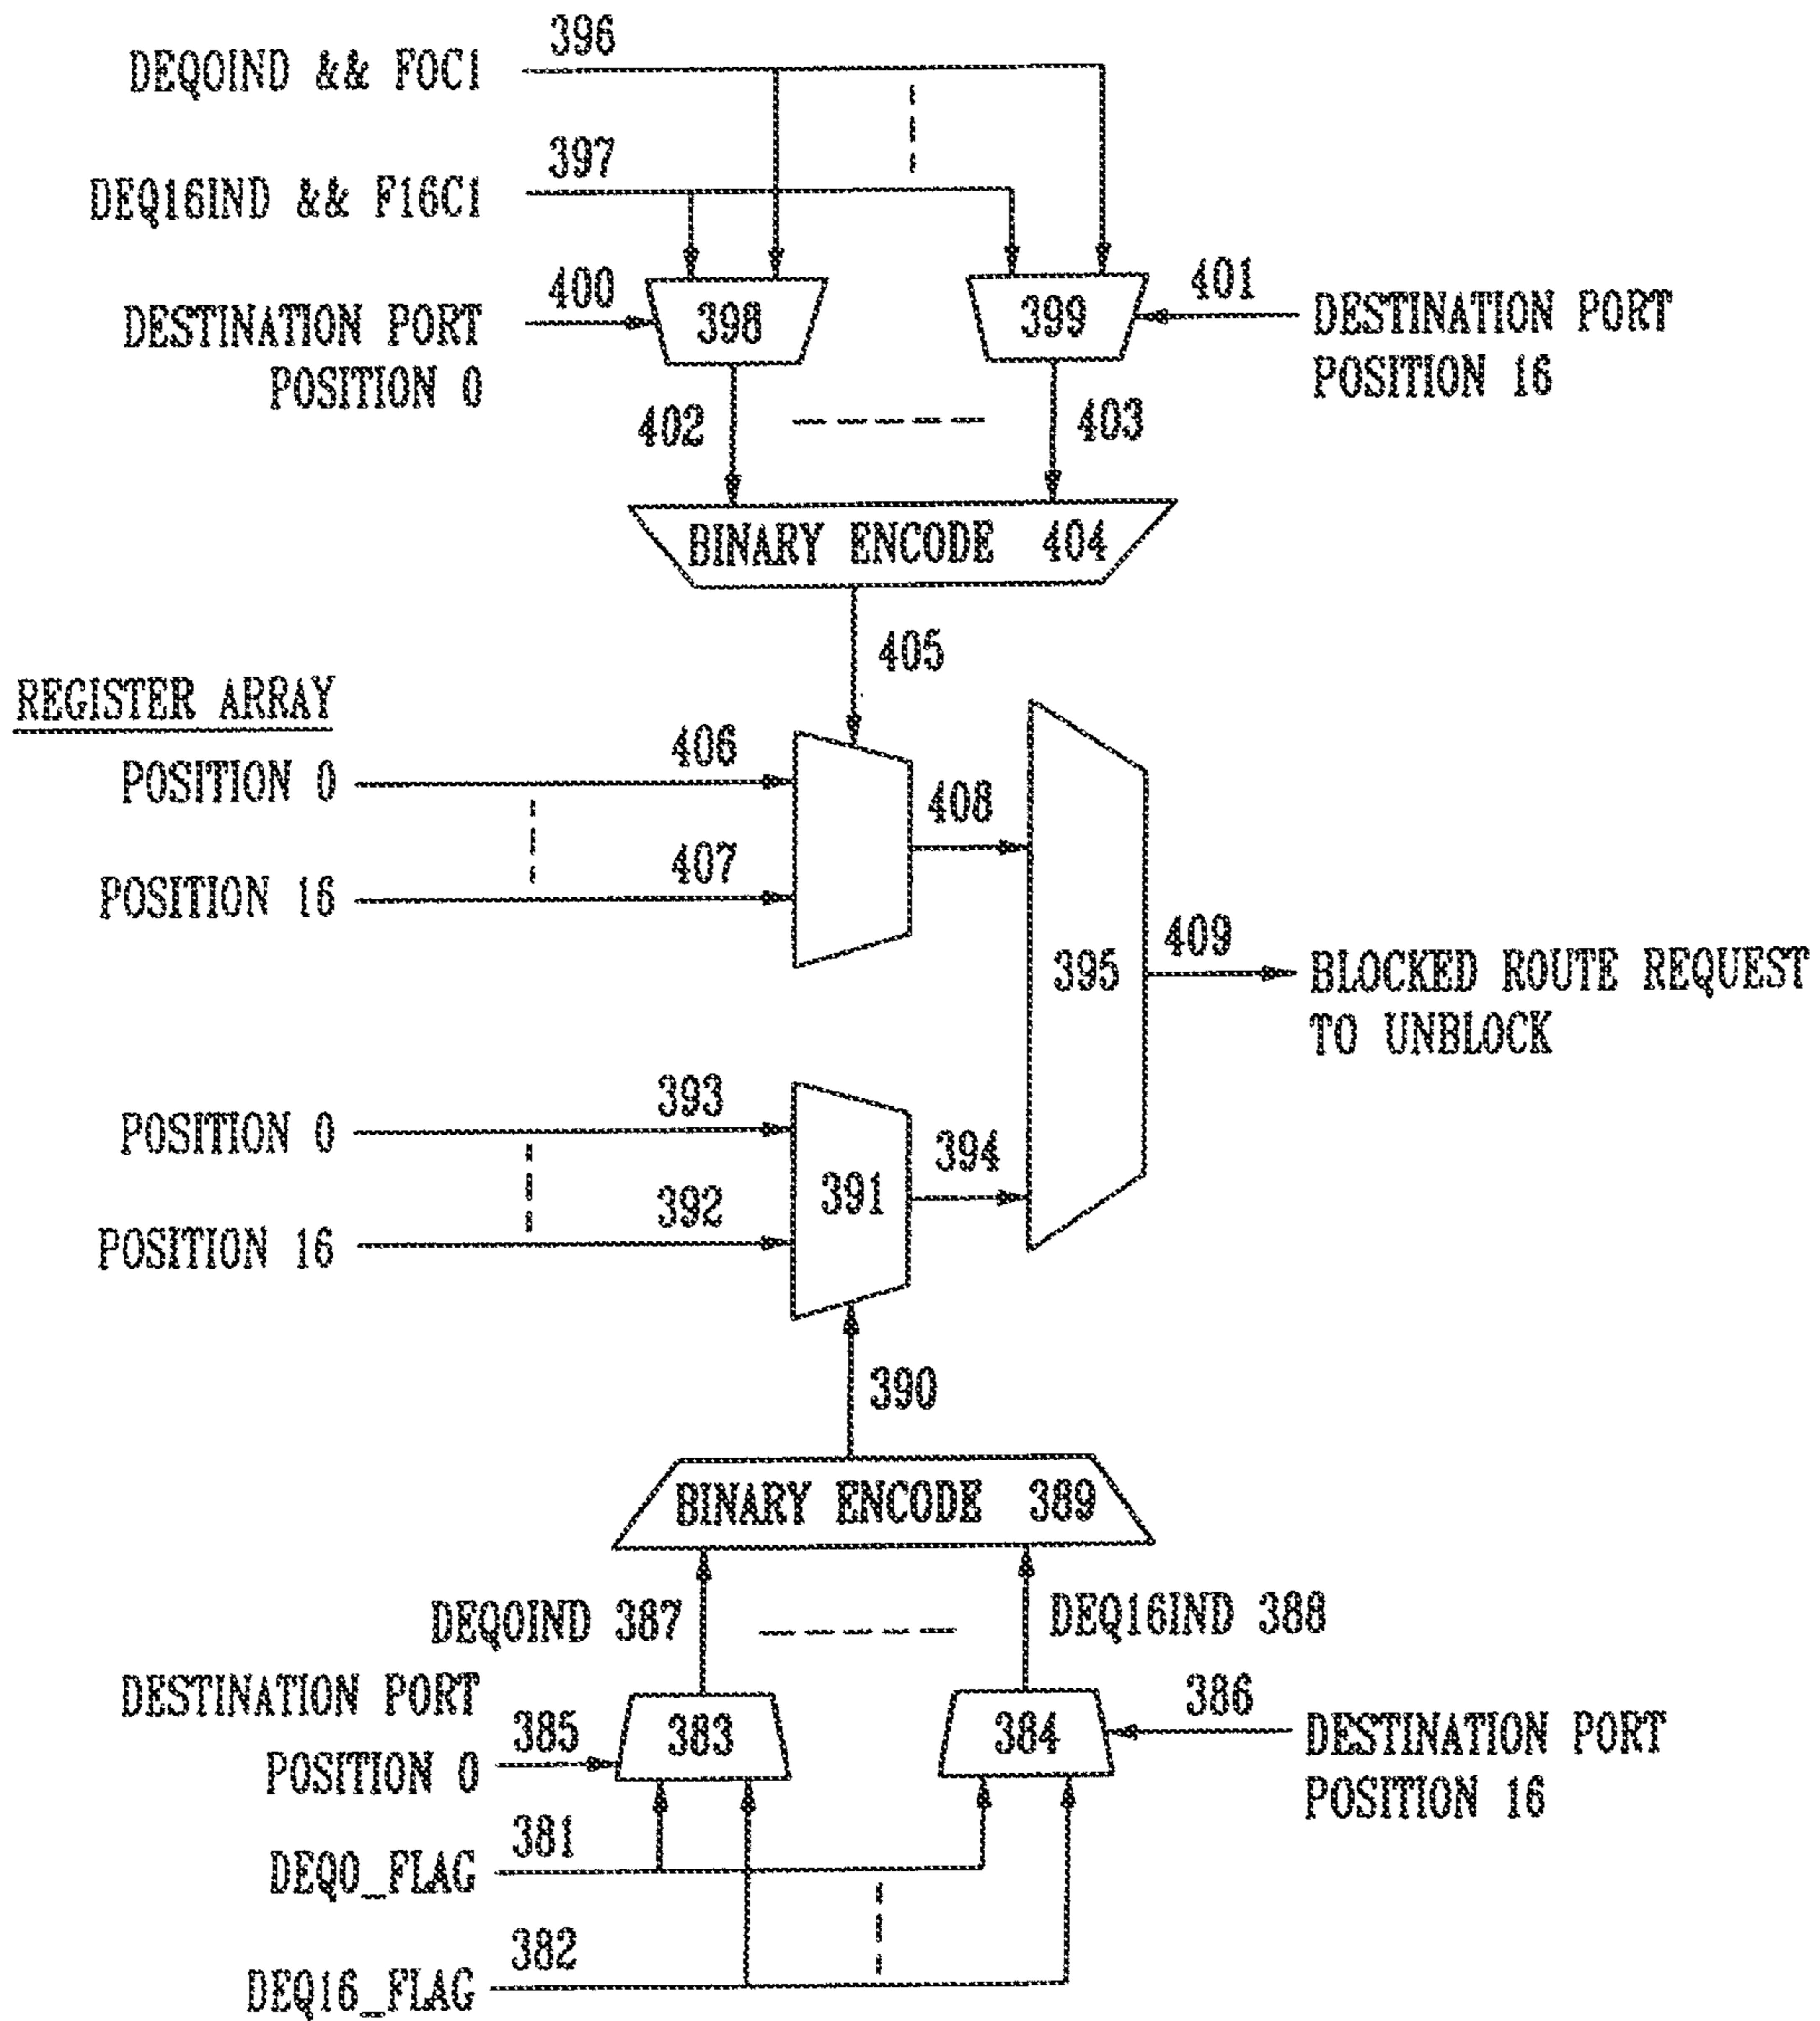 396
DEQ0IND && F0C1
397
DEQ16IND && F16C1
400
DESTINATION PORT
POSITION 0
398
399
401
DESTINATION PORT
POSITION 16
402
403
BINARY ENCODE 404
405
REGISTER ARRAY
POSITION 0
406
408
POSITION 16
407
395
409
BLOCKED ROUTE REQUEST
TO UNBLOCK
POSITION 0
393
391
394
POSITION 16
392
390
BINARY ENCODE 389
DEQ0IND 387
DEQ16IND 388
DESTINATION PORT
POSITION 0
385
383
384
386
DESTINATION PORT
POSITION 16
381
DEQ0_FLAG
382
DEQ16_FLAG